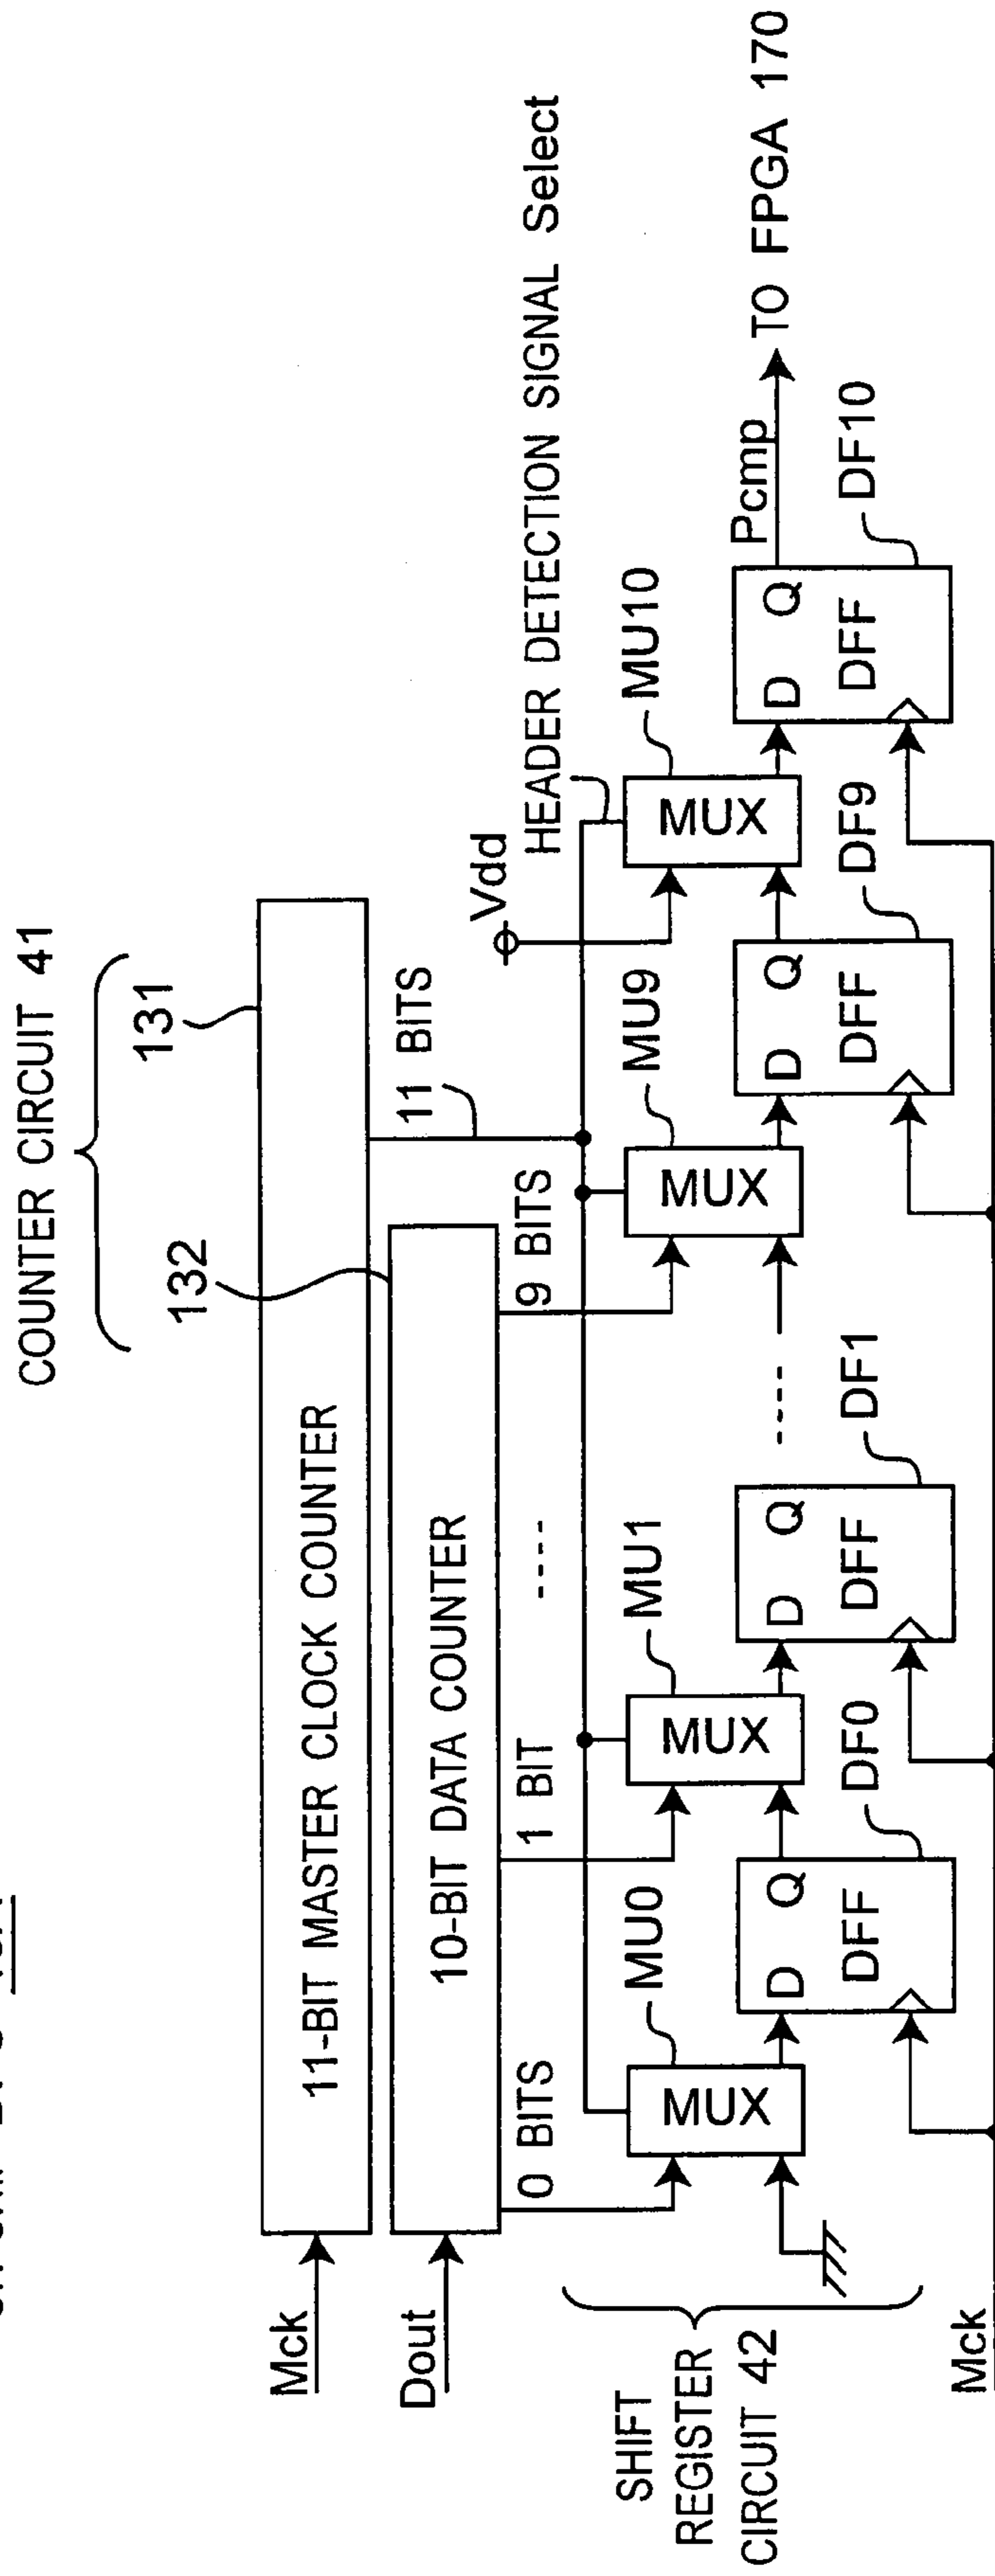 COUNTER CIRCUIT 41
131
132
Mck
11-BIT MASTER CLOCK COUNTER
Dout
10-BIT DATA COUNTER
11 BITS
0 BITS
1 BIT
----
9 BITS
Vdd
HEADER DETECTION SIGNAL Select
MU0
MU1
MU9
MU10
MUX
MUX
MUX
MUX
SHIFT
REGISTER
CIRCUIT 42
D Q
DFF
DF0
D Q
DFF
DF1
----
D Q
DFF
DF9
D Q
DFF
DF10
Pcmp
TO FPGA 170
Mck